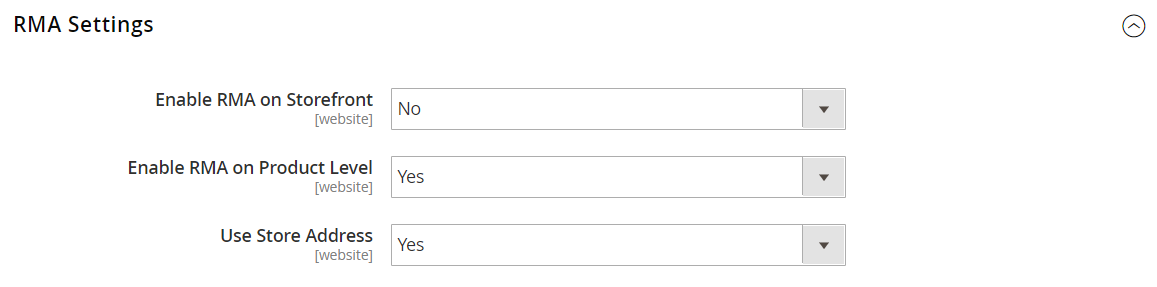 RMA Settings
Enable RMA on Storefront
[website]
No
Enable RMA on Product Level
[website]
Yes
Use Store Address
[website]
Yes